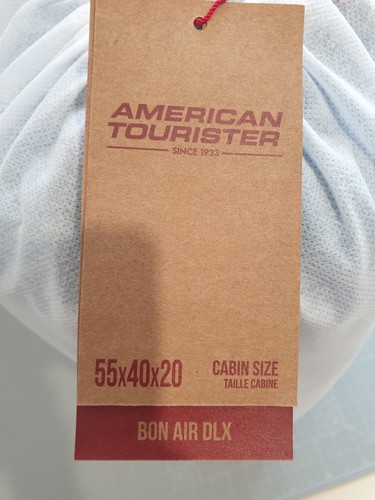 AMERICAN
TOURISTER
SINCE 1933
55x40x20
CABIN SIZE
TAILLE CABINE
BON AIR DLX